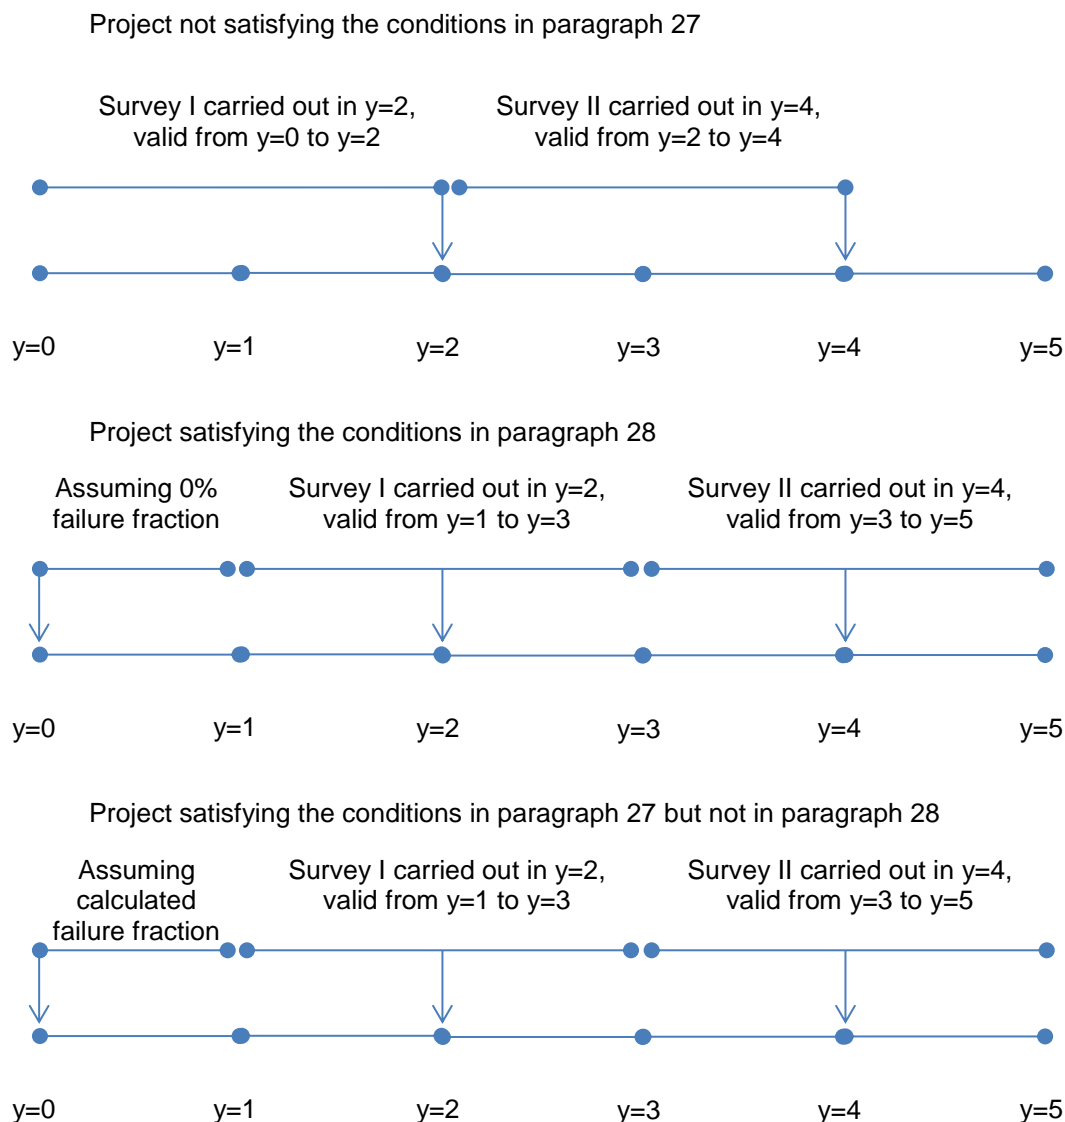 Project not satisfying the conditions in paragraph 27
Survey I carried out in y=2,
valid from y=0 to y=2
Survey II carried out in y=4,
valid from y=2 to y=4
y=0 y=1 y=2 y=3 y=4 y=5
Project satisfying the conditions in paragraph 28
Assuming 0%
failure fraction
Survey I carried out in y=2,
valid from y=1 to y=3
Survey II carried out in y=4,
valid from y=3 to y=5
y=0 y=1 y=2 y=3 y=4 y=5
Project satisfying the conditions in paragraph 27 but not in paragraph 28
Assuming
calculated
failure fraction
Survey I carried out in y=2,
valid from y=1 to y=3
Survey II carried out in y=4,
valid from y=3 to y=5
y=0 y=1 y=2 y=3 y=4 y=5